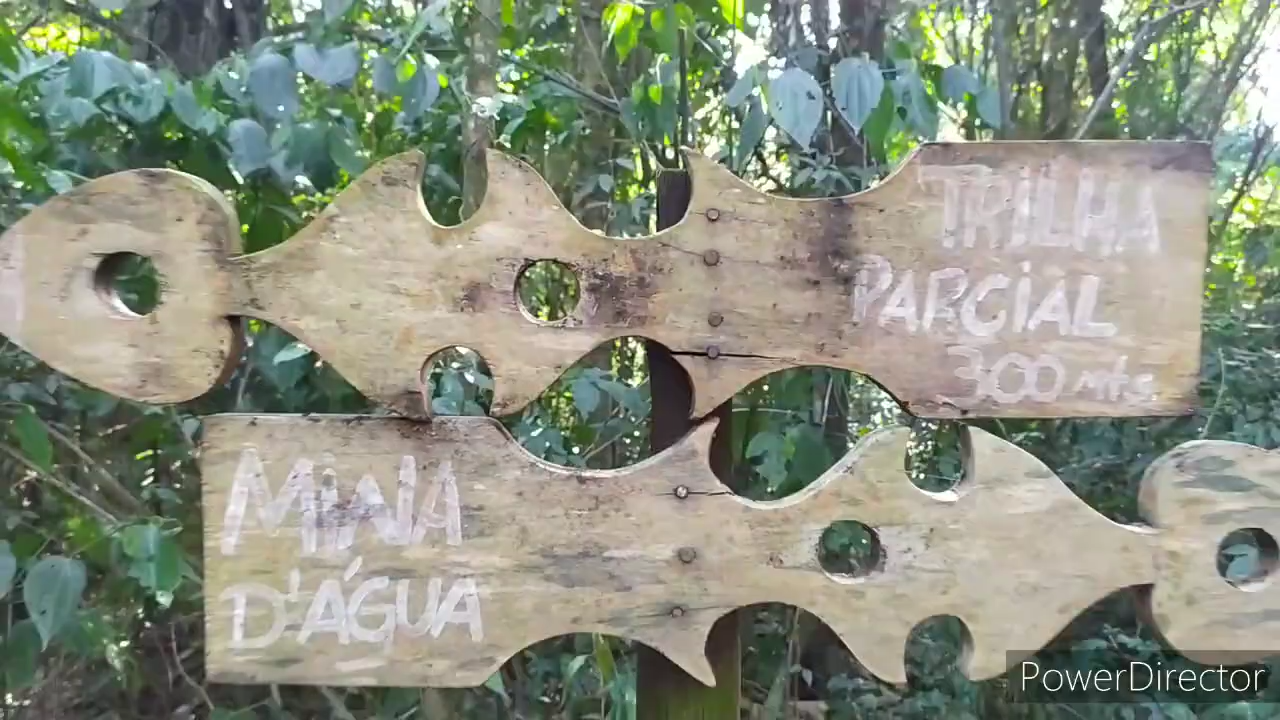 TRILHA
PARCIAL
300 mts.
MINA
D'ÁGUA
PowerDirector